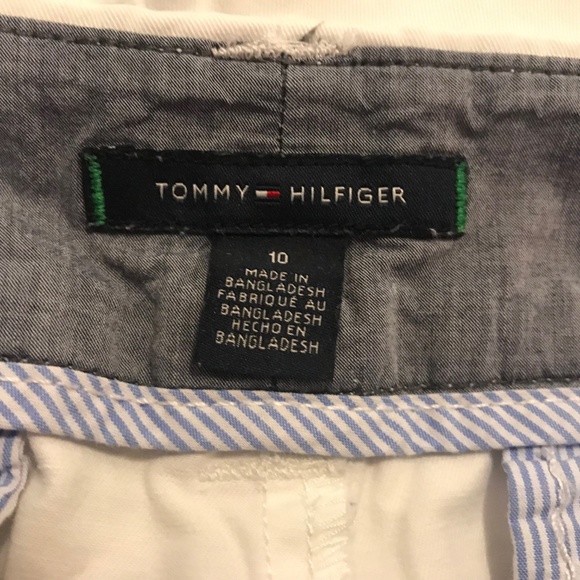 TOMMY HILFIGER
10
MADE IN
BANGLADESH
FABRIQUÉ AU
BANGLADESH
HECHO EN
BANGLADESH